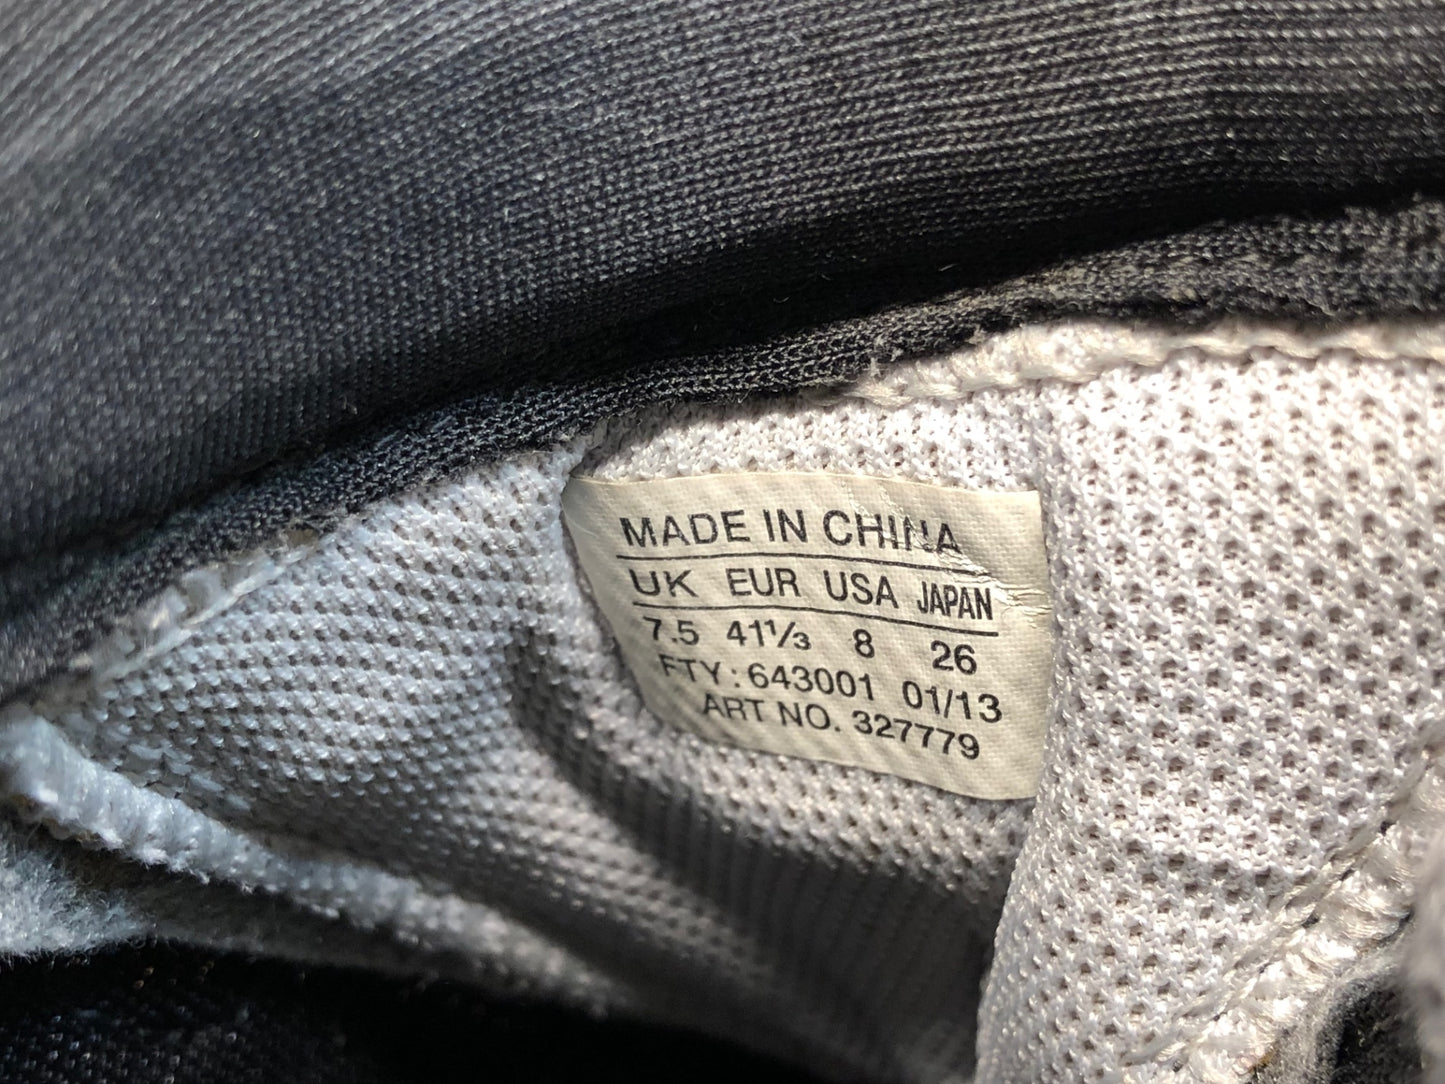 MADE IN CHINA
UK EUR USA JAPAN
7.5 41⅓ 8 26
FTY: 643001 01/13
ART NO. 327779